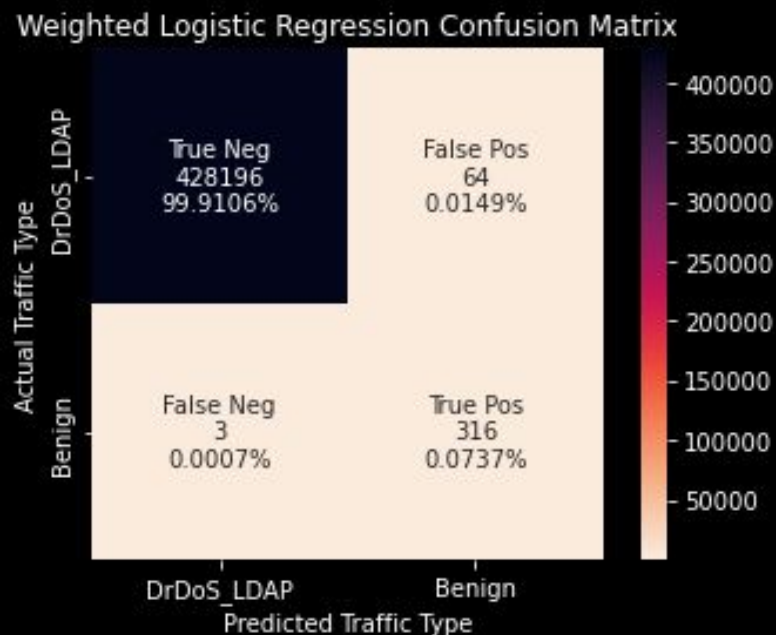 Weighted Logistic Regression Confusion Matrix
Actual Traffic Type
DrDoS_LDAP
Benign
True Neg
428196
99.9106%
False Pos
64
0.0149%
False Neg
3
0.0007%
True Pos
316
0.0737%
400000
350000
300000
250000
200000
150000
100000
50000
DrDoS_LDAP
Benign
Predicted Traffic Type